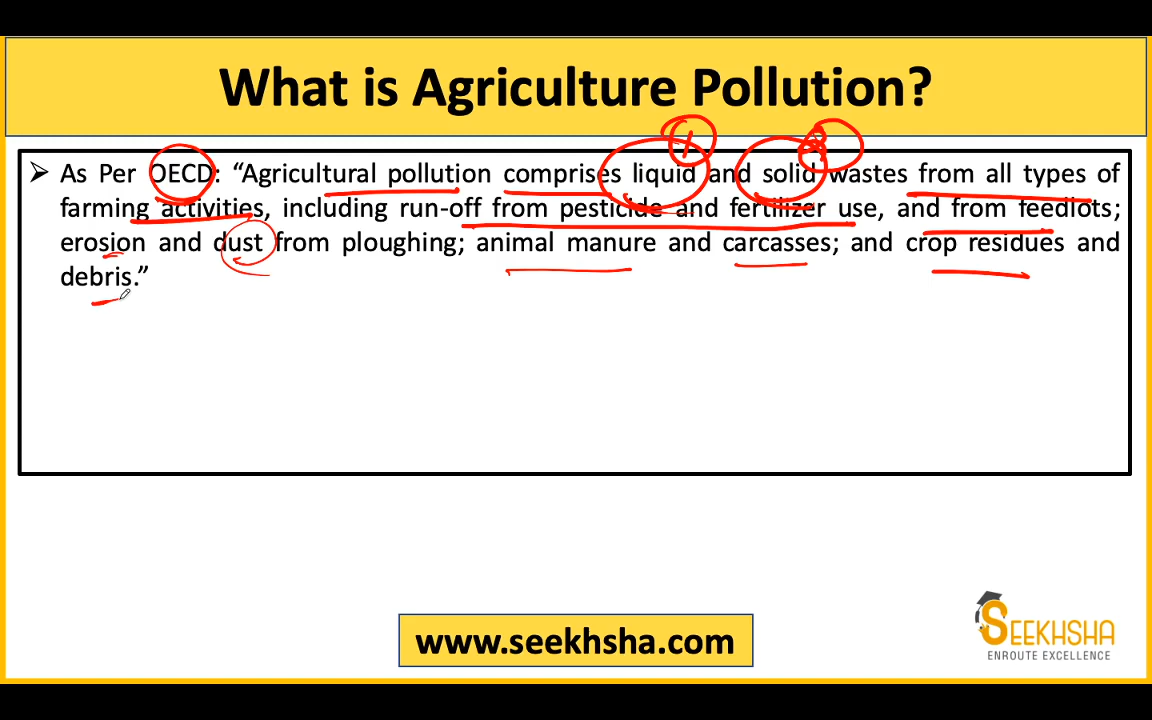 What is Agriculture Pollution?
1
2
➢ As Per OECD: “Agricultural pollution comprises liquid and solid wastes from all types of
farming activities, including run-off from pesticide and fertilizer use, and from feedlots;
erosion and dust from ploughing; animal manure and carcasses; and crop residues and
debris.”
www.seekhsha.com
SEEKHSHA
ENROUTE EXCELLENCE